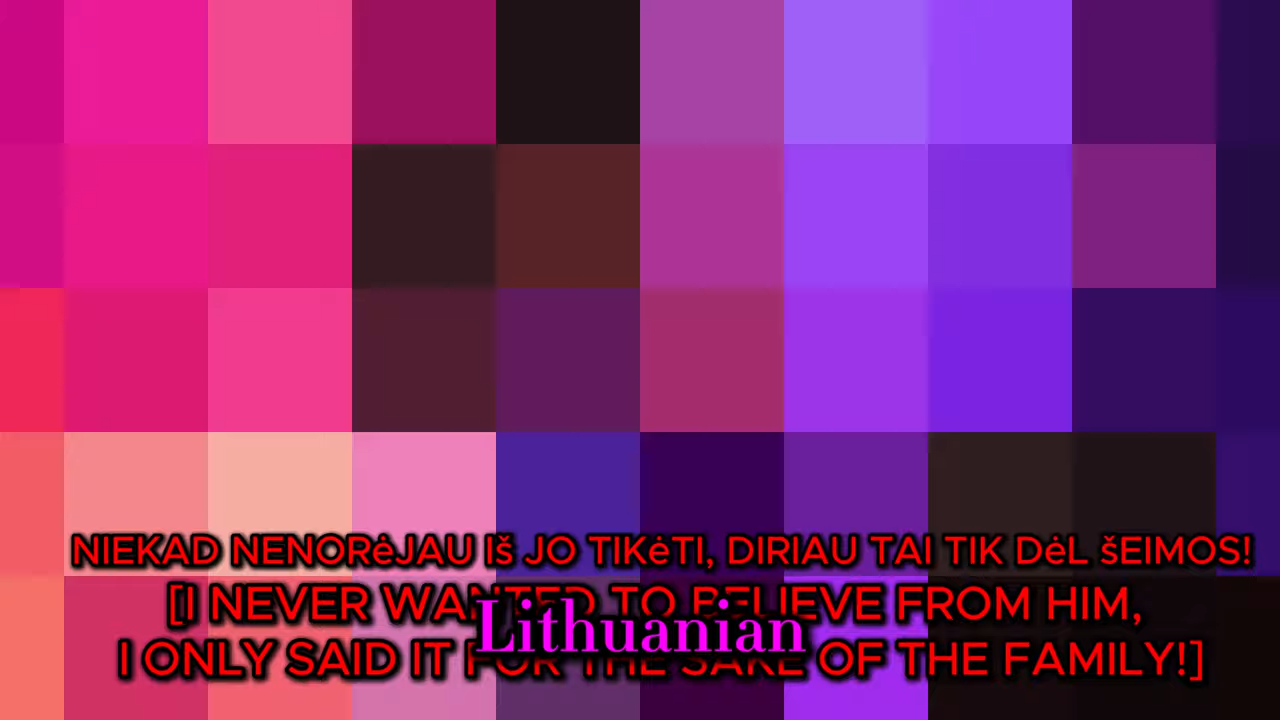 NIEKAD NENORėJAU Iš JO TIKėTI, DIRIAU TAI TIK DėL šEIMOS!
[I NEVER WANTED TO BELIEVE FROM HIM,
Lithuanian
I ONLY SAID IT FOR THE SAKE OF THE FAMILY!]